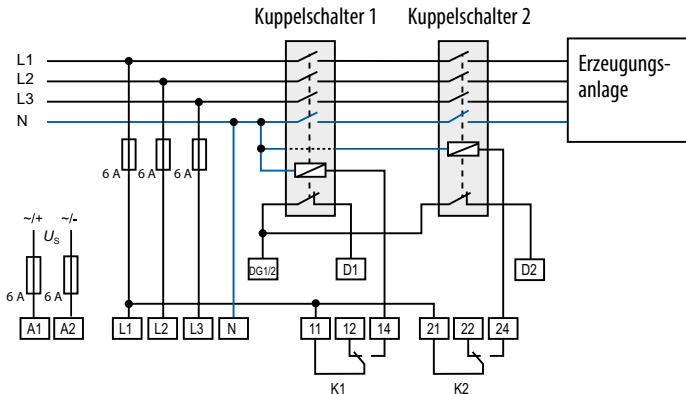 Kuppelschalter 1 Kuppelschalter 2
L1
L2
L3
N
Erzeugungs-
anlage
6 A 6 A 6 A
~/+ ~/-
US
6 A 6 A
DG1/2 D1 D2
A1 A2 L1 L2 L3 N 11 12 14 21 22 24
K1 K2